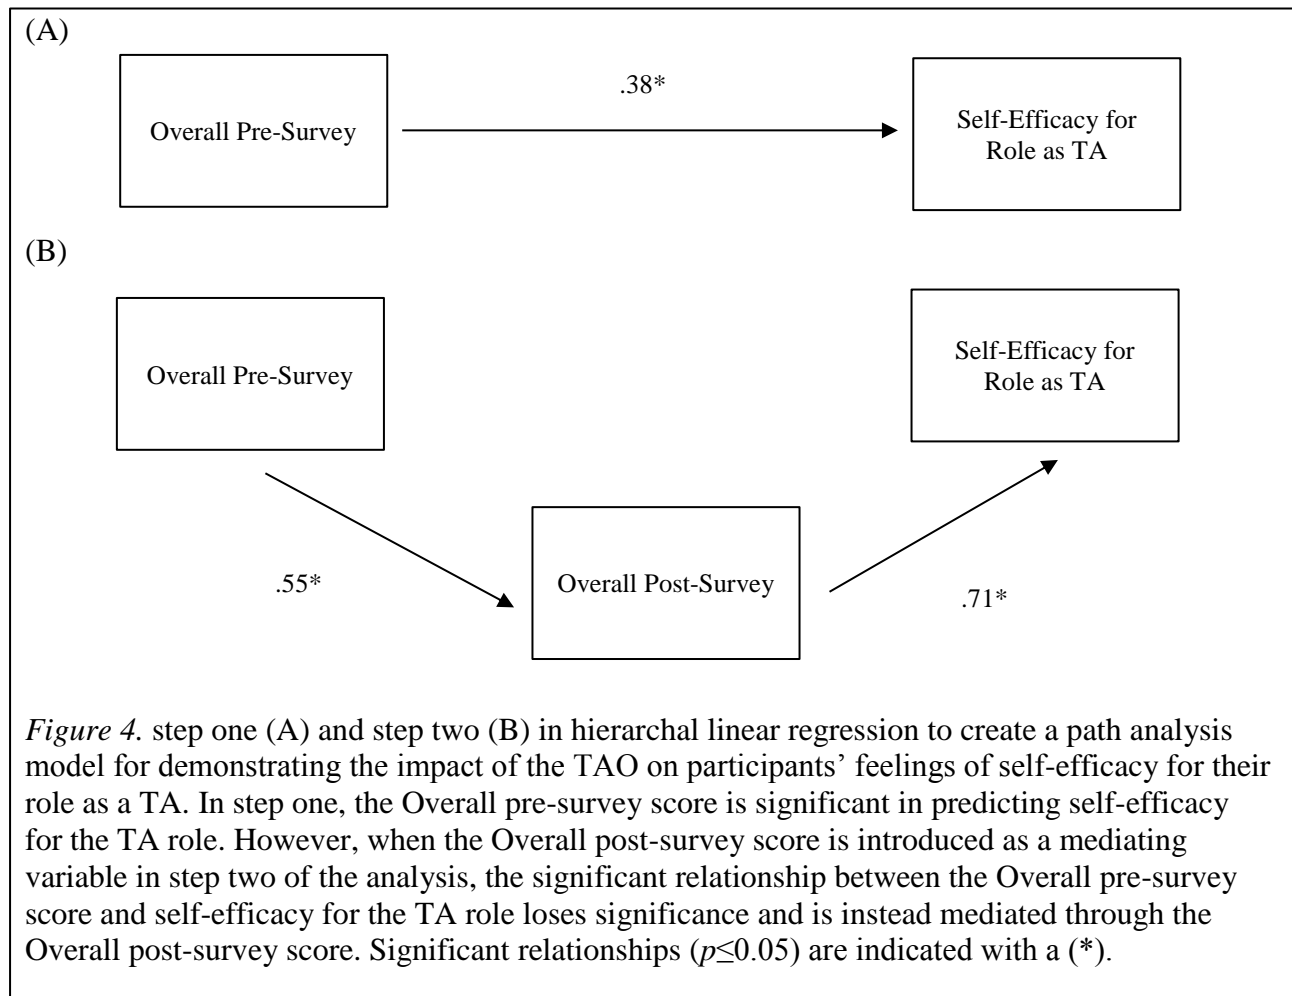 (A)
.38*
Overall Pre-Survey
Self-Efficacy for
Role as TA
(B)
Overall Pre-Survey
Self-Efficacy for
Role as TA
.55*
Overall Post-Survey
.71*
Figure 4. step one (A) and step two (B) in hierarchal linear regression to create a path analysis
model for demonstrating the impact of the TAO on participants’ feelings of self-efficacy for their
role as a TA. In step one, the Overall pre-survey score is significant in predicting self-efficacy
for the TA role. However, when the Overall post-survey score is introduced as a mediating
variable in step two of the analysis, the significant relationship between the Overall pre-survey
score and self-efficacy for the TA role loses significance and is instead mediated through the
Overall post-survey score. Significant relationships (p≤0.05) are indicated with a (*).